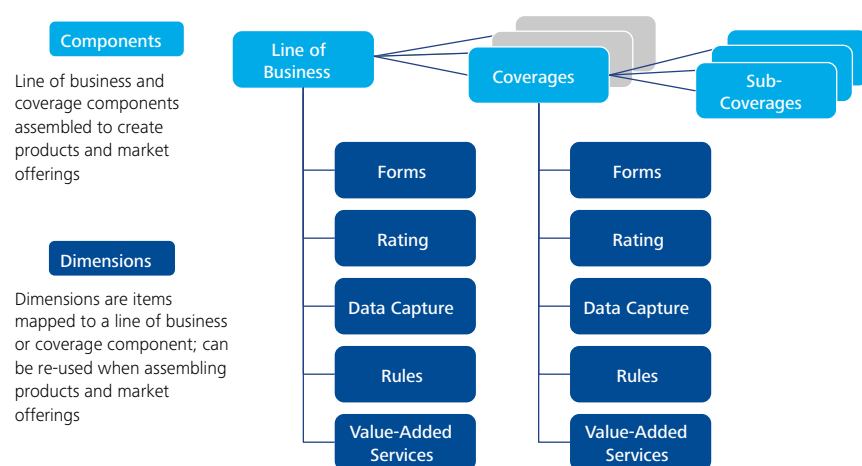 Components
Line of business and
coverage components
assembled to create
products and market
offerings
Dimensions
Dimensions are items
mapped to a line of business
or coverage component; can
be re-used when assembling
products and market
offerings
Line of
Business
Coverages
Sub-
Coverages
Forms
Rating
Data Capture
Rules
Value-Added
Services
Forms
Rating
Data Capture
Rules
Value-Added
Services